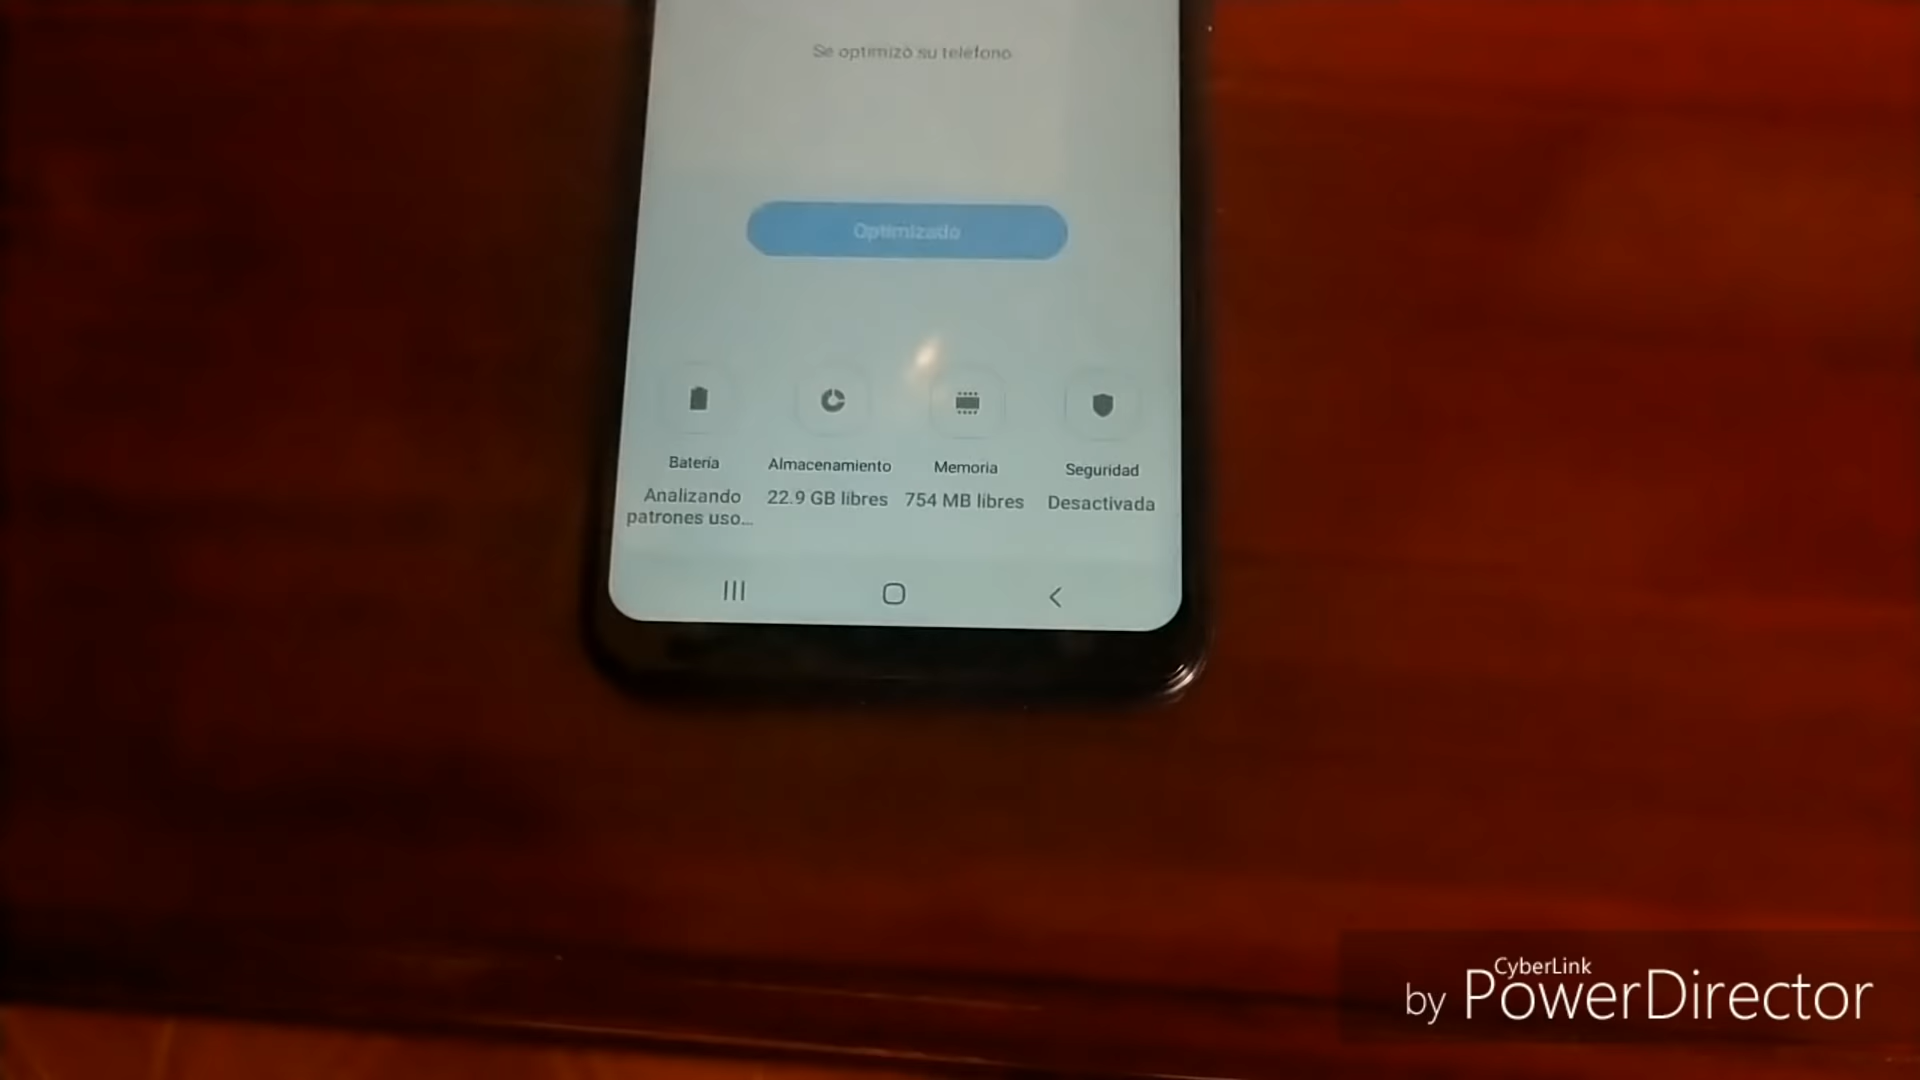 Se optimizó su teléfono
Optimizado
Batería
Almacenamiento
Memoria
Seguridad
Analizando patrones uso...
22.9 GB libres
754 MB libres
Desactivada
CyberLink
by PowerDirector